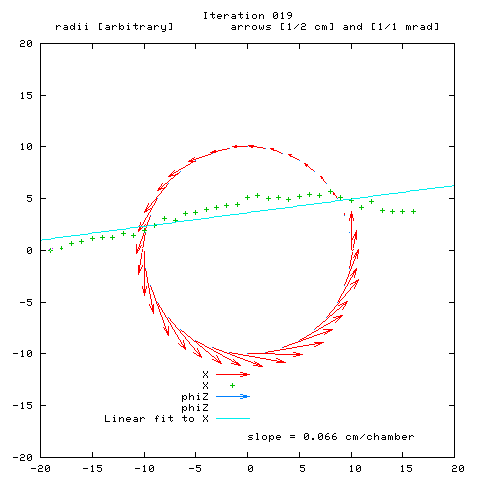 Iteration 019
radii [arbitrary] arrows [1/2 cm] and [1/1 mrad]
20
15
10
5
0
-5
-10
-15
-20
X
X
phiZ
phiZ
Linear fit to X
slope = 0.066 cm/chamber
-20 -15 -10 -5 0 5 10 15 20